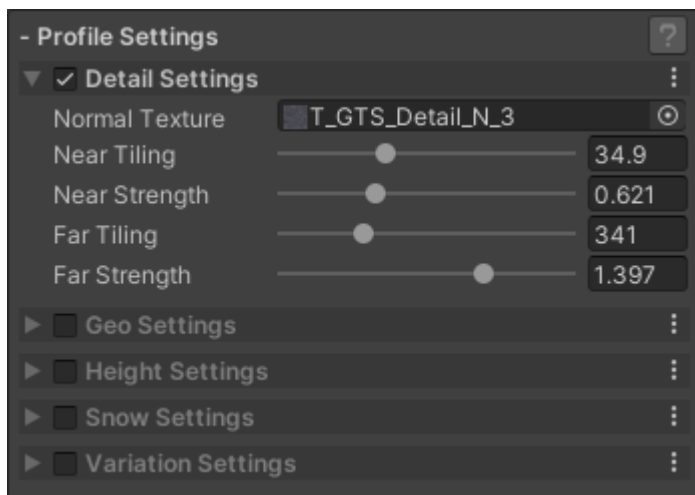 - Profile Settings
?
Detail Settings
Normal Texture T_GTS_Detail_N_3
Near Tiling 34.9
Near Strength 0.621
Far Tiling 341
Far Strength 1.397
Geo Settings
Height Settings
Snow Settings
Variation Settings